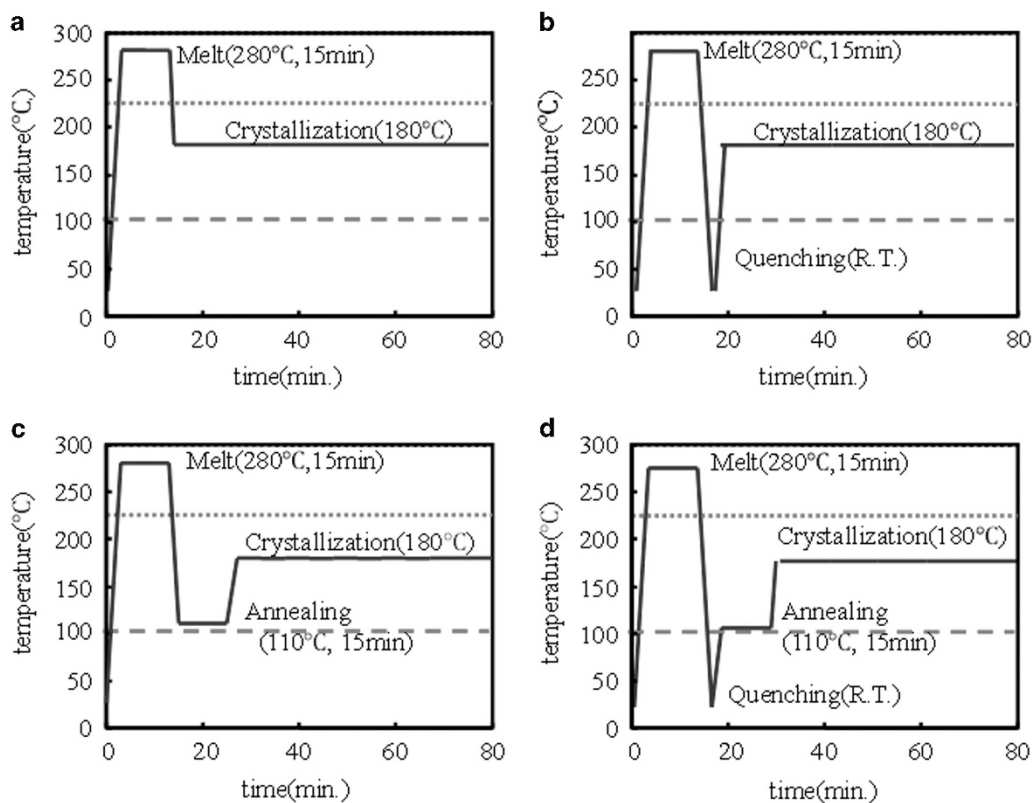 a
300
250
200
150
100
50
0
temperature(°C)
Melt(280°C,15min)
Crystallization(180°C)
0 20 40 60 80
time(min.)
b
300
250
200
150
100
50
0
temperature(°C)
Melt(280°C,15min)
Crystallization(180°C)
Quenching(R.T.)
0 20 40 60 80
time(min.)
c
300
250
200
150
100
50
0
temperature(°C)
Melt(280°C,15min)
Crystallization(180°C)
Annealing
(110°C, 15min)
0 20 40 60 80
time(min.)
d
300
250
200
150
100
50
0
temperature(°C)
Melt(280°C,15min)
Crystallization(180°C)
Annealing
(110°C, 15min)
Quenching(R.T.)
0 20 40 60 80
time(min.)